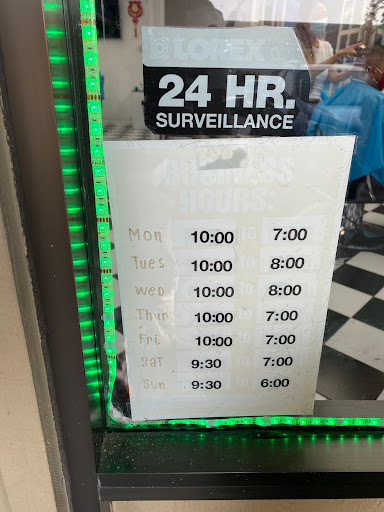 LOREX
24 HR.
SURVEILLANCE
BUSINESS
HOURS
Mon 10:00 to 7:00
Tues 10:00 to 8:00
Wed 10:00 to 8:00
Thur 10:00 to 7:00
Fri 10:00 to 7:00
Sat 9:30 to 7:00
Sun 9:30 to 6:00